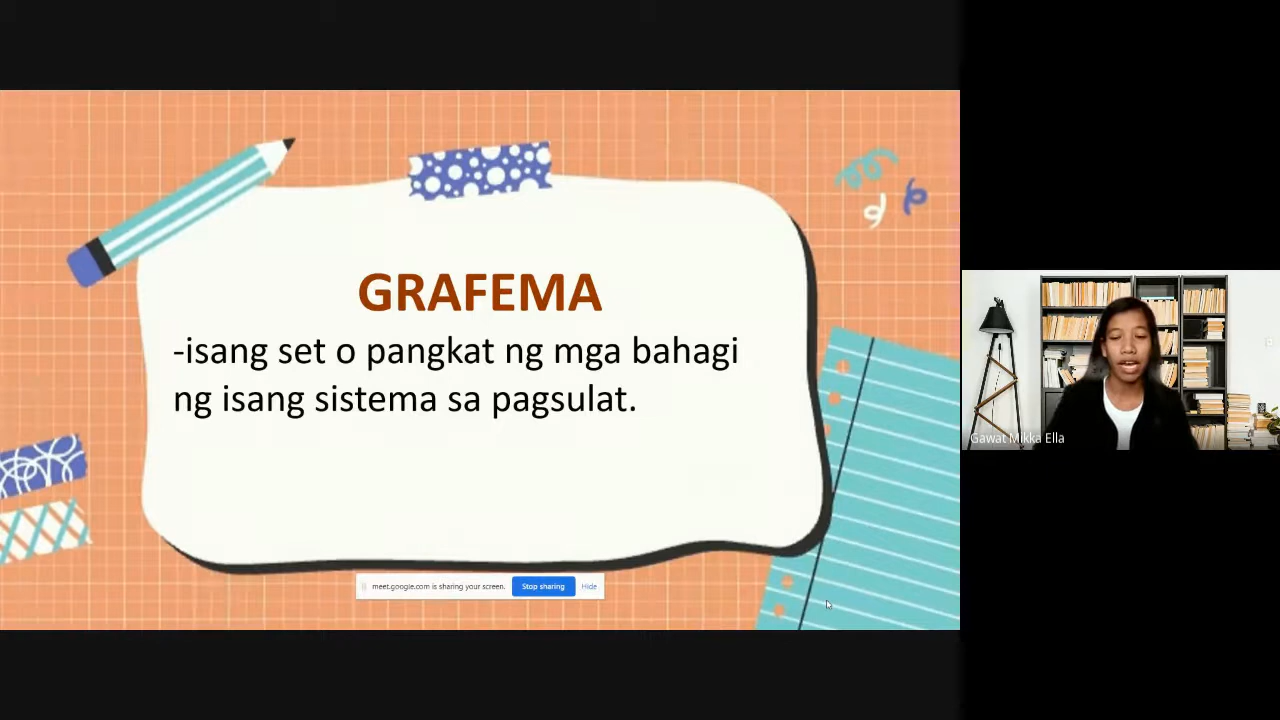 GRAFEMA
-isang set o pangkat ng mga bahagi
ng isang sistema sa pagsulat.
meet.google.com is sharing your screen. Stop sharing Hide
Gawat Mikka Ella